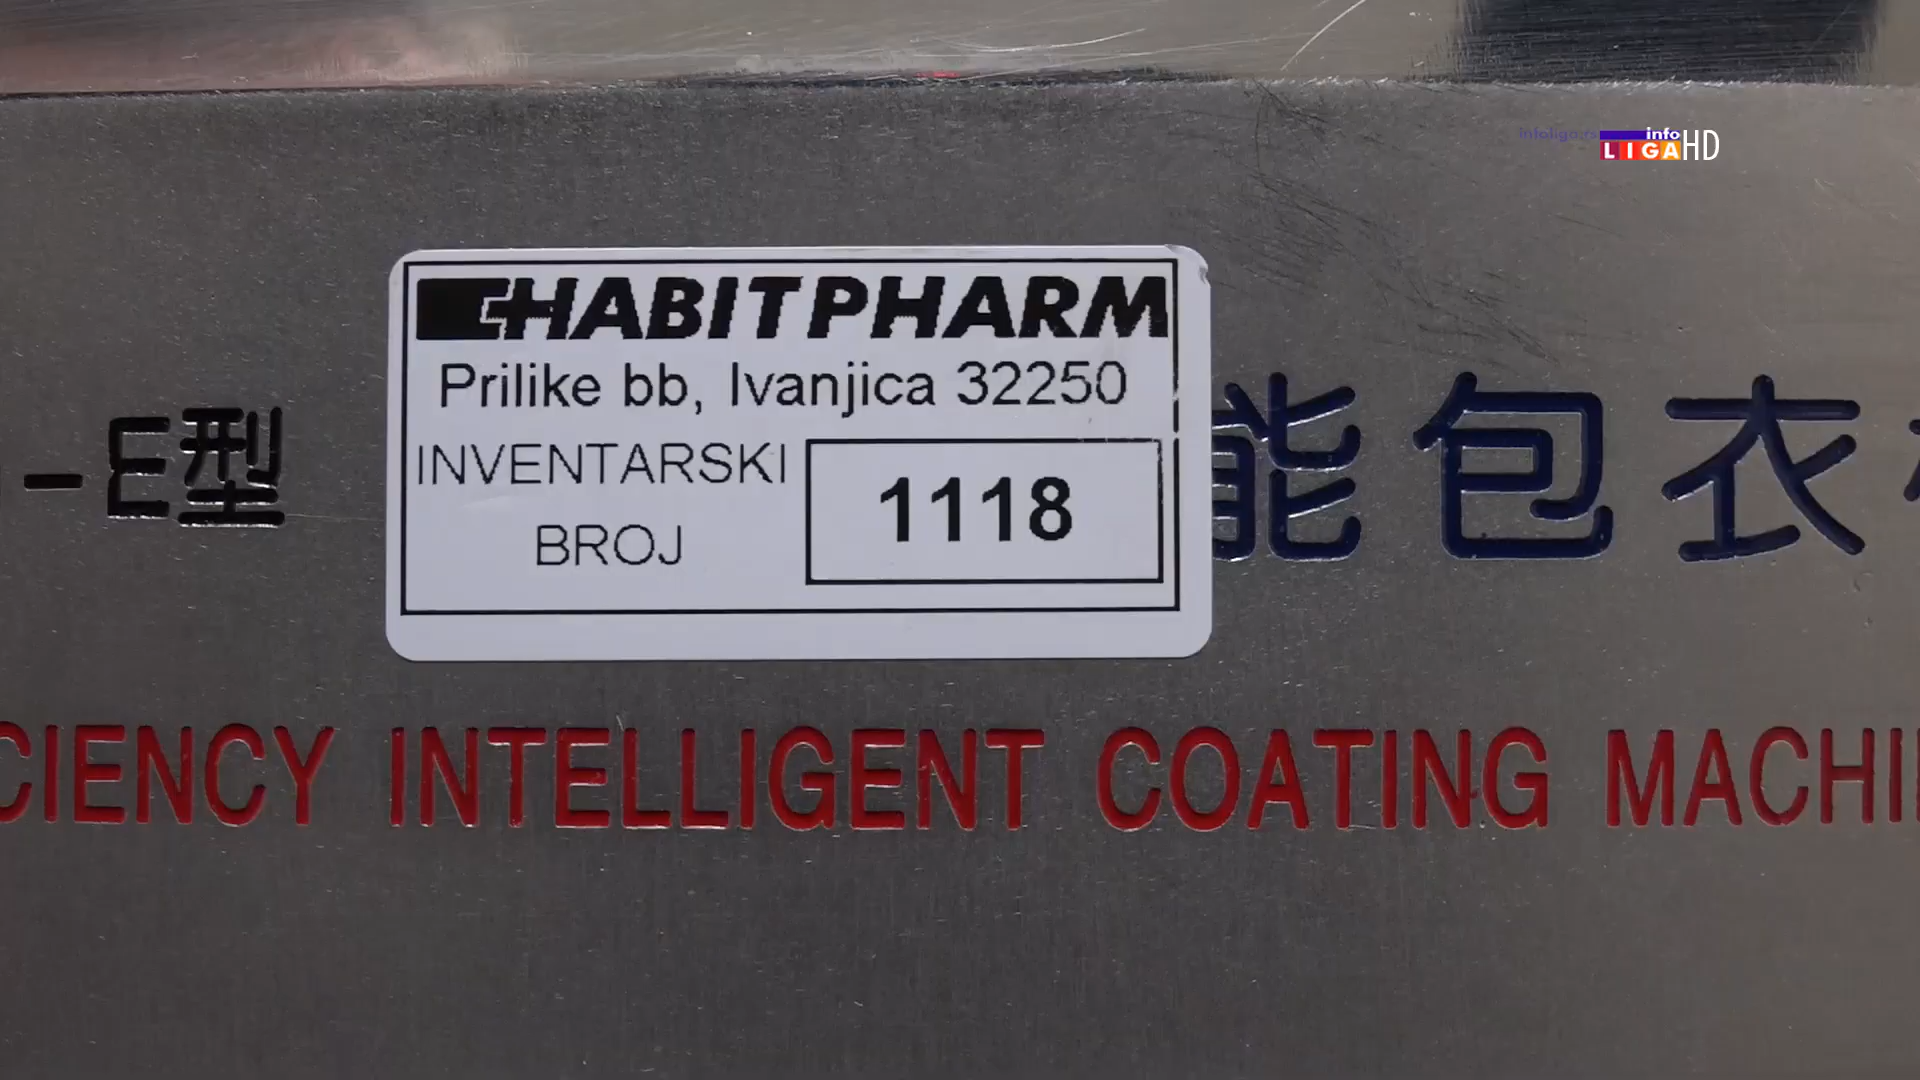 infoliga.rs
info
LIGA HD
HABITPHARM
Prilike bb, Ivanjica 32250
INVENTARSKI
BROJ
1118
-E型
能包衣
CIENCY INTELLIGENT COATING MACHI